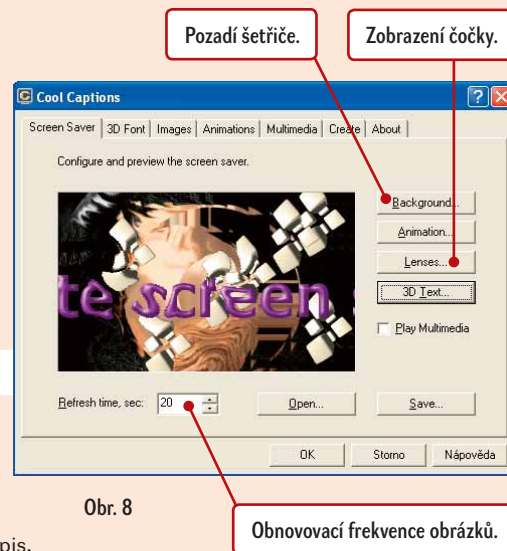 Pozadí šetřiče.
Zobrazení čočky.
Cool Captions
Screen Saver 3D Font Images Animations Multimedia Create About
Configure and preview the screen saver.
Background...
Animation...
Lenses...
3D Text...
te screen s
Play Multimedia
Refresh time, sec: 20 Open... Save...
OK Storno Nápověda
Obr. 8
Obnovovací frekvence obrázků.
pis.